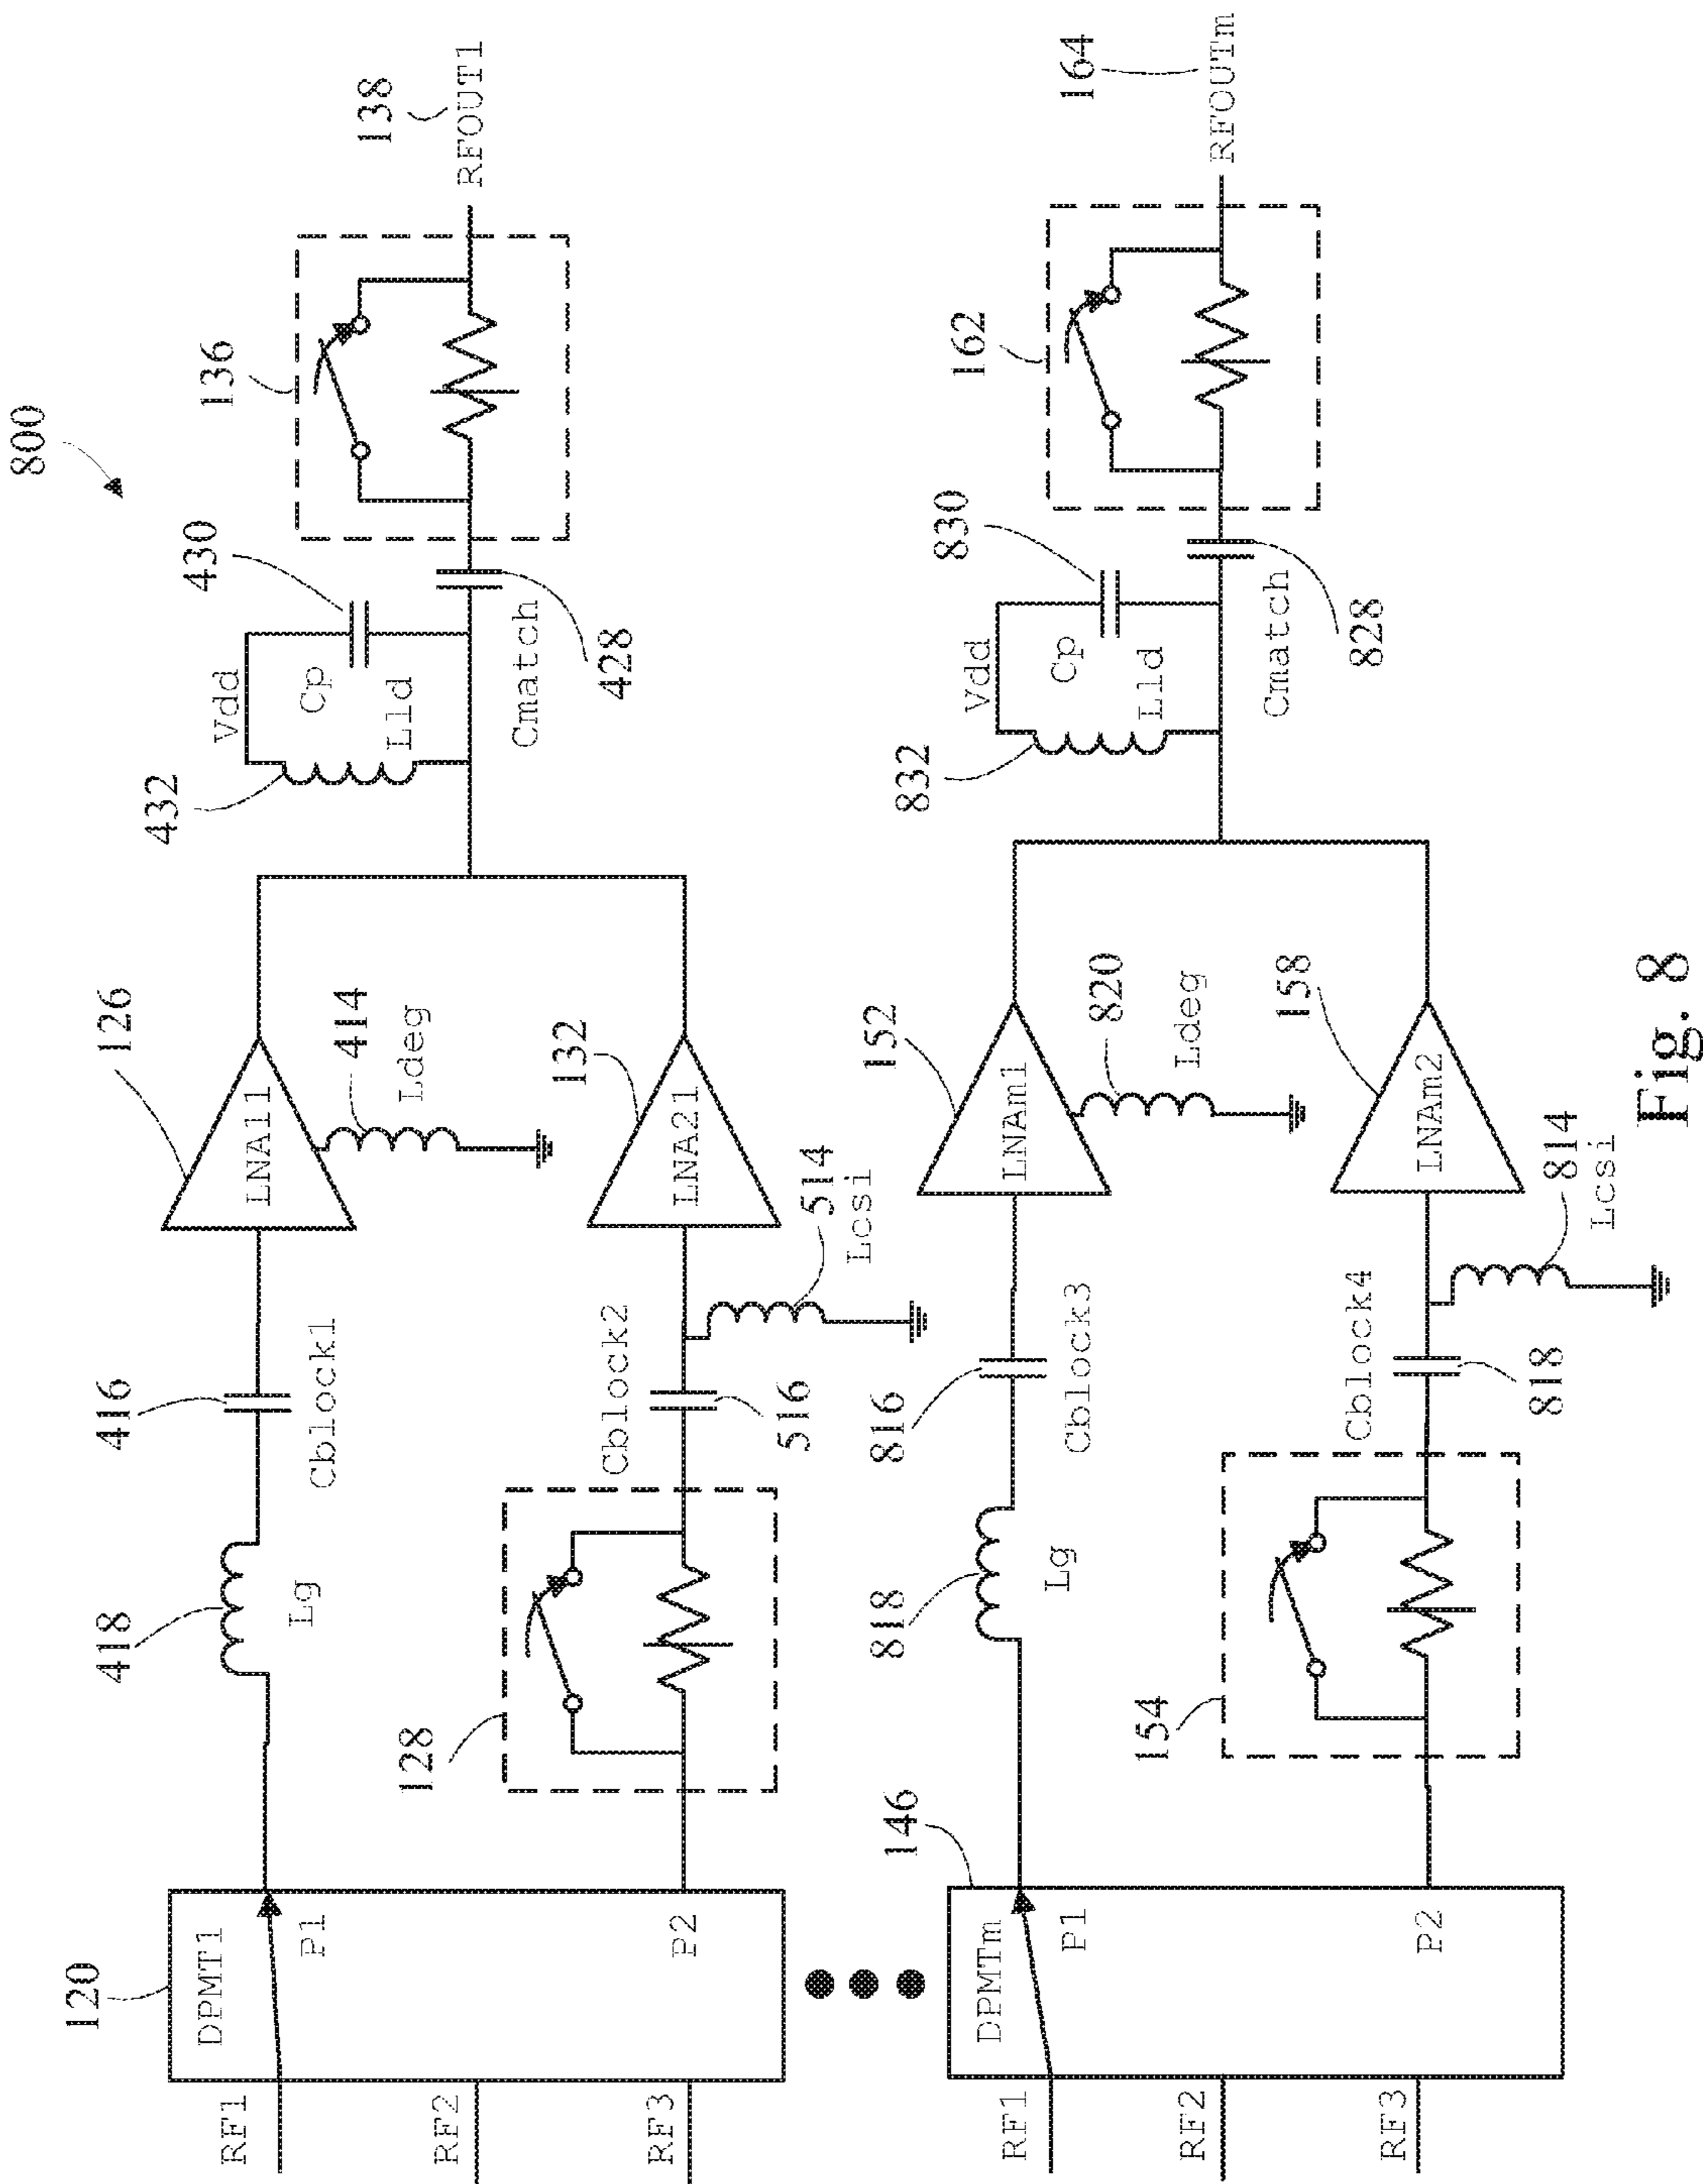 800
120
DPMT1
RF1
RF2
RF3
P1
P2
418
Lg
416
Cblock1
126
LNA11
414
Ldeg
128
Cblock2
516
132
LNA21
514
Lcsi
432
Vdd
Cp
Lld
430
Cmatch
428
136
138
RFOUT1
146
DPMTm
RF1
RF2
RF3
P1
P2
818
Lg
816
Cblock3
152
LNAm1
820
Ldeg
154
Cblock4
818
158
LNAm2
814
Lcsi
832
Vdd
Cp
Lld
830
Cmatch
828
162
164
RFOUTm
Fig. 8